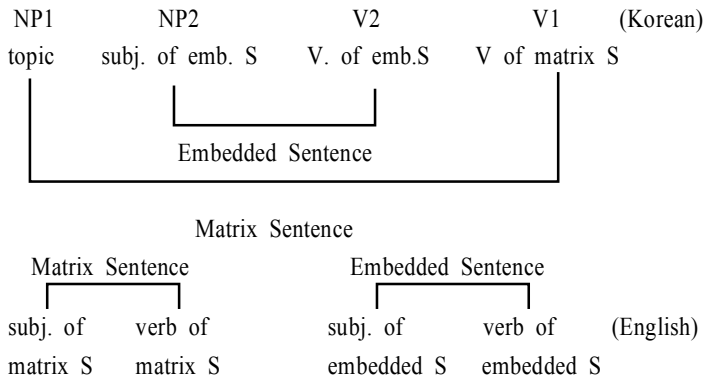 NP1 NP2 V2 V1 (Korean)
topic subj. of emb. S V. of emb.S V of matrix S
Embedded Sentence
Matrix Sentence
Matrix Sentence Embedded Sentence
subj. of verb of subj. of verb of (English)
matrix S matrix S embedded S embedded S